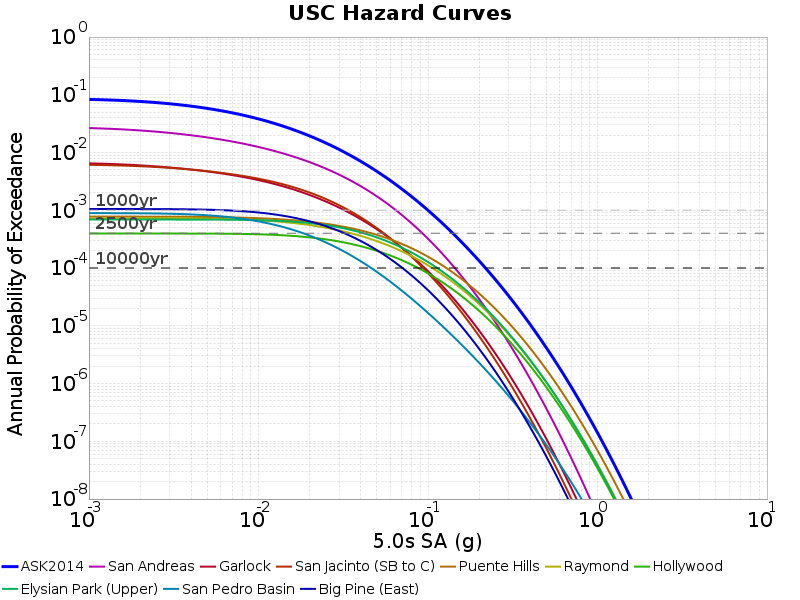 USC Hazard Curves
Annual Probability of Exceedance
10^0
10^-1
10^-2
10^-3
10^-4
10^-5
10^-6
10^-7
10^-8
1000yr
2500yr
10000yr
10^-3 10^-2 10^-1 10^0 10^1
5.0s SA (g)
ASK2014 San Andreas Garlock San Jacinto (SB to C) Puente Hills Raymond Hollywood
Elysian Park (Upper) San Pedro Basin Big Pine (East)